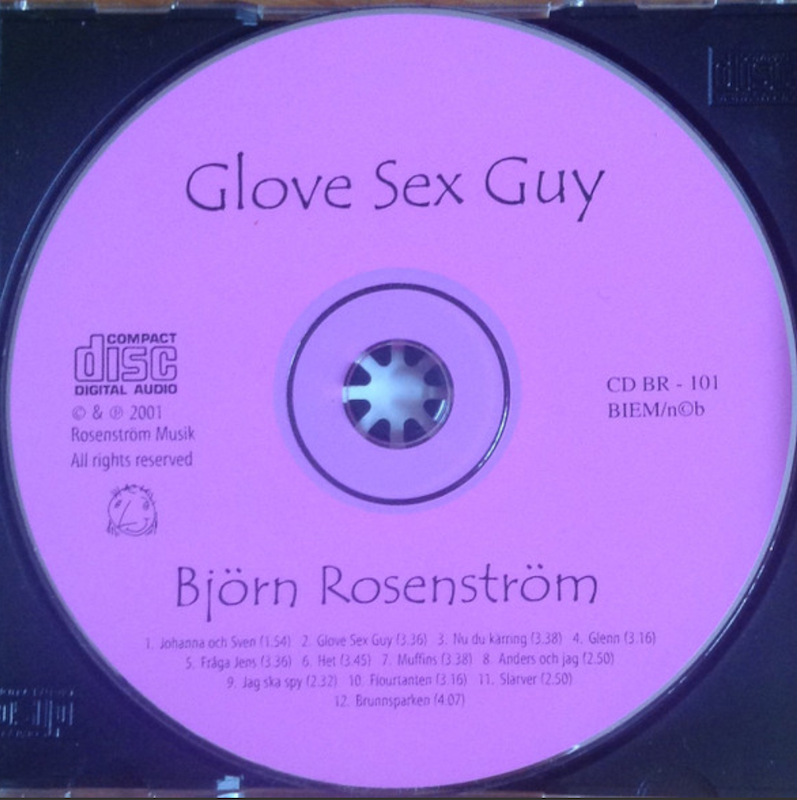 Glove Sex Guy
COMPACT
disc
DIGITAL AUDIO
© & ℗ 2001
Rosenström Musik
All rights reserved
CD BR - 101
BIEM/n©b
Björn Rosenström
1. Johanna och Sven (1.54) 2. Glove Sex Guy (3.36) 3. Nu du kärring (3.38) 4. Glenn (3.16)
5. Fråga Jens (3.36) 6. Het (3.45) 7. Muffins (3.38) 8. Anders och jag (2.50)
9. Jag ska spy (2.32) 10. Flourtanten (3.16) 11. Slarver (2.50)
12. Brunnsparken (4.07)
disc